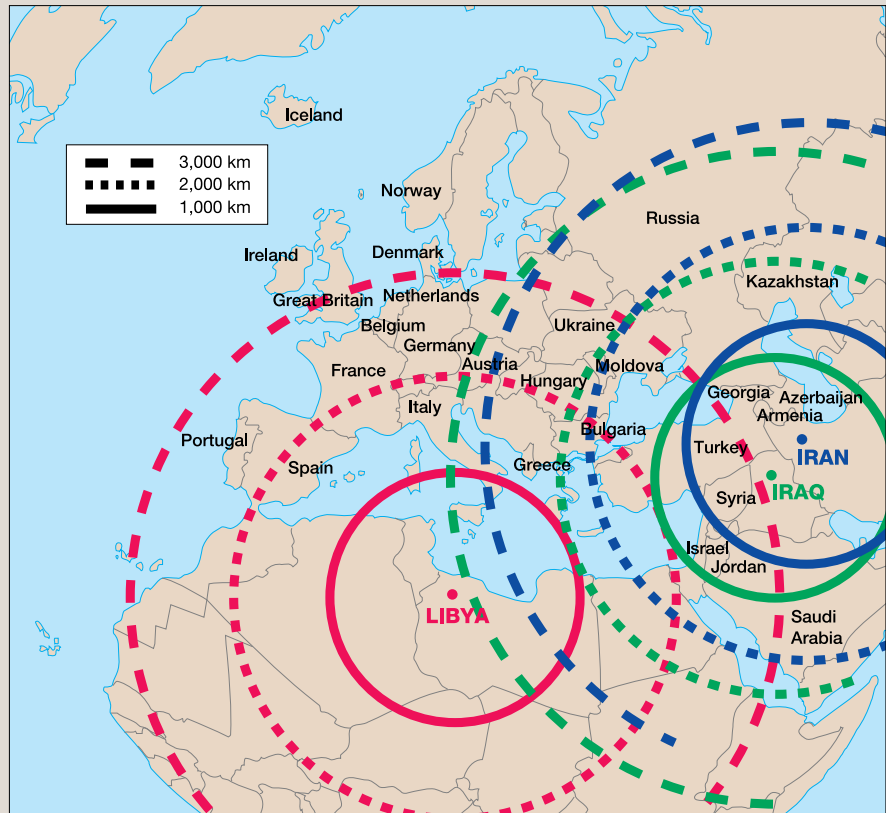 Iceland
3,000 km
2,000 km
1,000 km
Norway
Russia
Ireland
Denmark
Kazakhstan
Great Britain
Netherlands
Belgium
Ukraine
Germany
Austria
Moldova
France
Hungary
Georgia
Azerbaijan
Italy
Armenia
Portugal
Bulgaria
Turkey
IRAN
Spain
Greece
IRAQ
Syria
Israel
Jordan
LIBYA
Saudi
Arabia